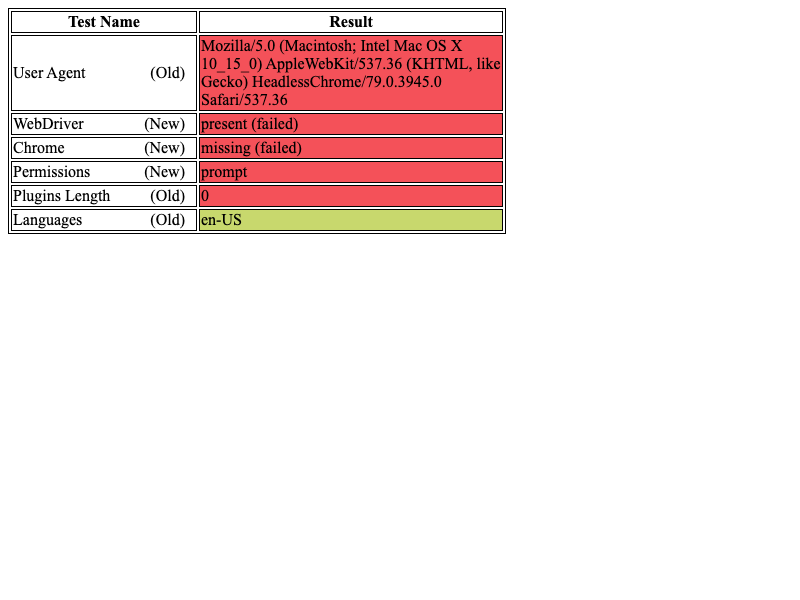 Test Name Result
User Agent (Old) Mozilla/5.0 (Macintosh; Intel Mac OS X
10_15_0) AppleWebKit/537.36 (KHTML, like
Gecko) HeadlessChrome/79.0.3945.0
Safari/537.36
WebDriver (New) present (failed)
Chrome (New) missing (failed)
Permissions (New) prompt
Plugins Length (Old) 0
Languages (Old) en-US